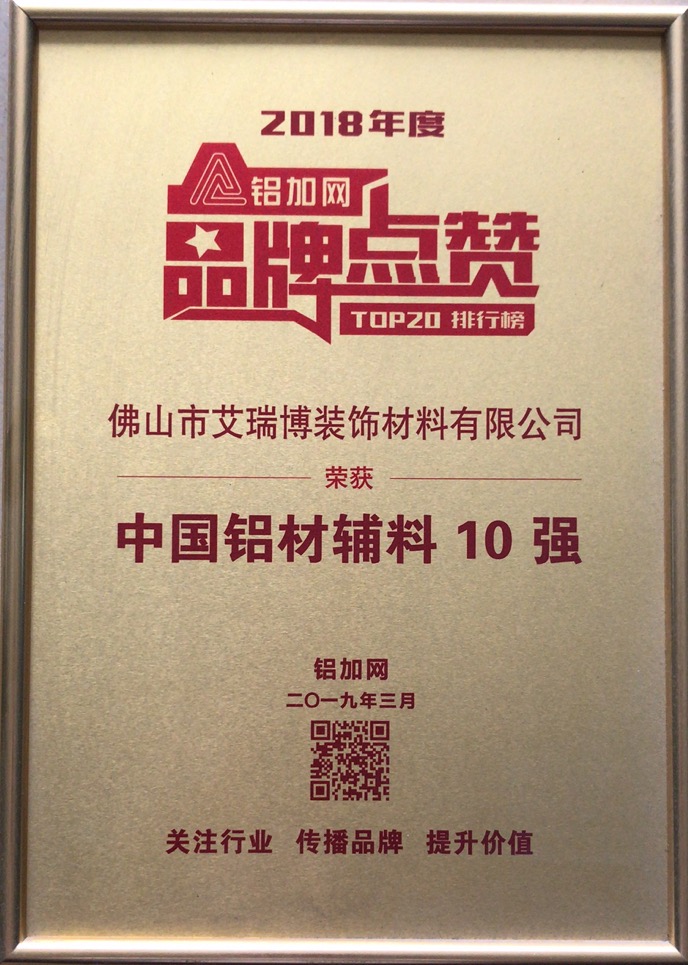 2018年度
铝加网
品牌点赞
TOP20 排行榜
佛山市艾瑞博装饰材料有限公司
荣获
中国铝材辅料 10 强
铝加网
二〇一九年三月
关注行业 传播品牌 提升价值